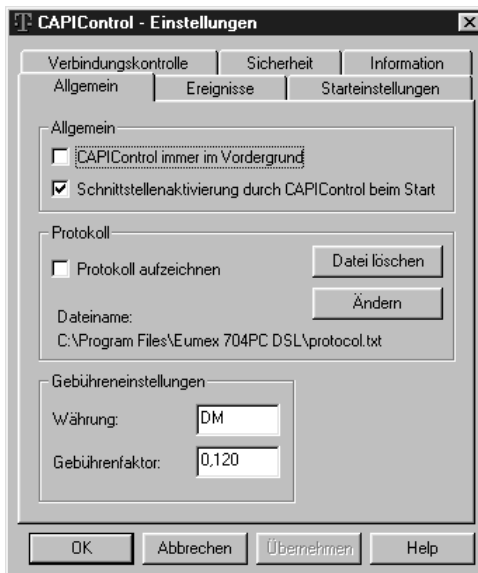 CAPIControl - Einstellungen
Verbindungskontrolle Sicherheit Information
Allgemein Ereignisse Starteinstellungen
Allgemein
CAPIControl immer im Vordergrund
Schnittstellenaktivierung durch CAPIControl beim Start
Protokoll
Protokoll aufzeichnen
Datei löschen
Ändern
Dateiname:
C:\Program Files\Eumex 704PC DSL\protocol.txt
Gebühreneinstellungen
Währung: DM
Gebührenfaktor: 0,120
OK Abbrechen Übernehmen Help